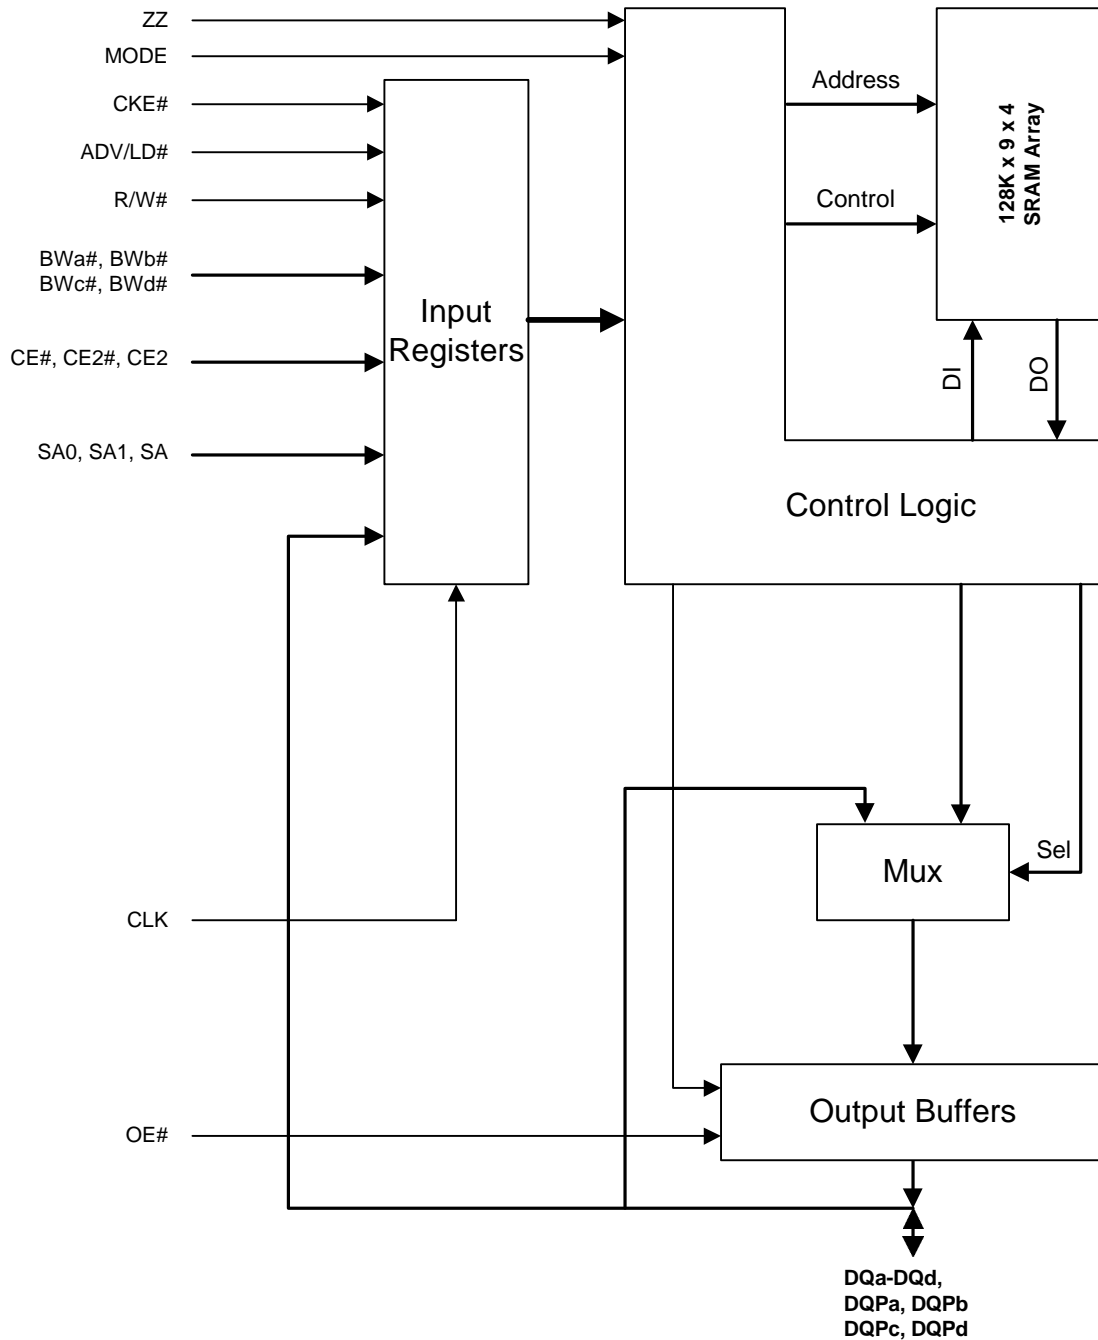 ZZ
MODE
CKE#
ADV/LD#
R/W#
BWa#, BWb#
BWc#, BWd#
CE#, CE2#, CE2
SA0, SA1, SA
CLK
OE#
Input
Registers
Address
Control
128K x 9 x 4
SRAM Array
DI
DO
Control Logic
Mux
Sel
Output Buffers
DQa-DQd,
DQPa, DQPb
DQPc, DQPd